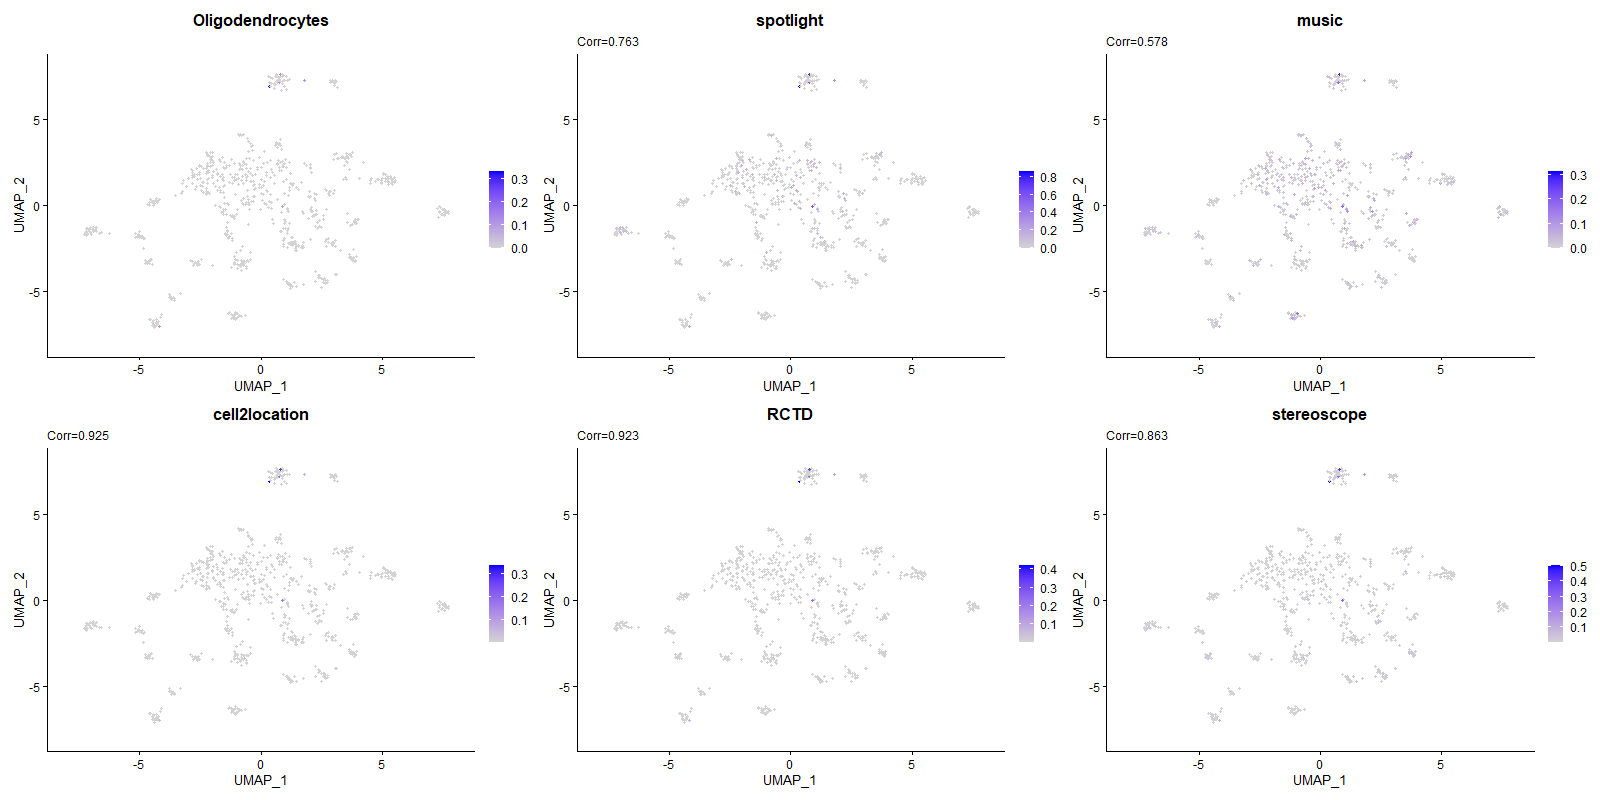 Oligodendrocytes
UMAP_2
5
0
-5
-5
0
5
UMAP_1
0.3
0.2
0.1
0.0
spotlight
Corr=0.763
UMAP_2
5
0
-5
-5
0
5
UMAP_1
0.8
0.6
0.4
0.2
0.0
music
Corr=0.578
UMAP_2
5
0
-5
-5
0
5
UMAP_1
0.3
0.2
0.1
0.0
cell2location
Corr=0.925
UMAP_2
5
0
-5
-5
0
5
UMAP_1
0.3
0.2
0.1
RCTD
Corr=0.923
UMAP_2
5
0
-5
-5
0
5
UMAP_1
0.4
0.3
0.2
0.1
stereoscope
Corr=0.863
UMAP_2
5
0
-5
-5
0
5
UMAP_1
0.5
0.4
0.3
0.2
0.1